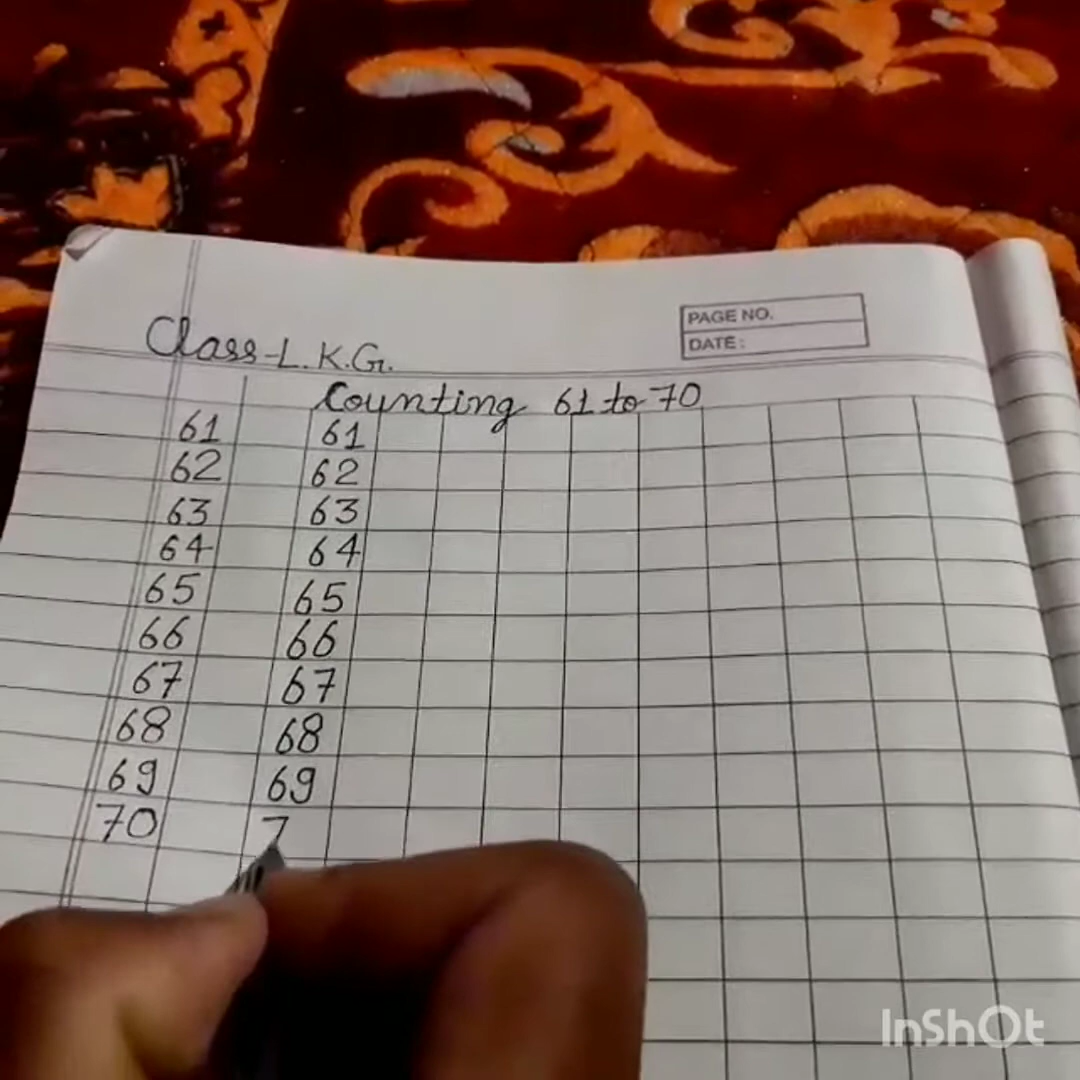 PAGE NO.
DATE :
Class-L.K.G.
Counting 61 to 70
61 61
62 62
63 63
64 64
65 65
66 66
67 67
68 68
69 69
70 7
InShOt